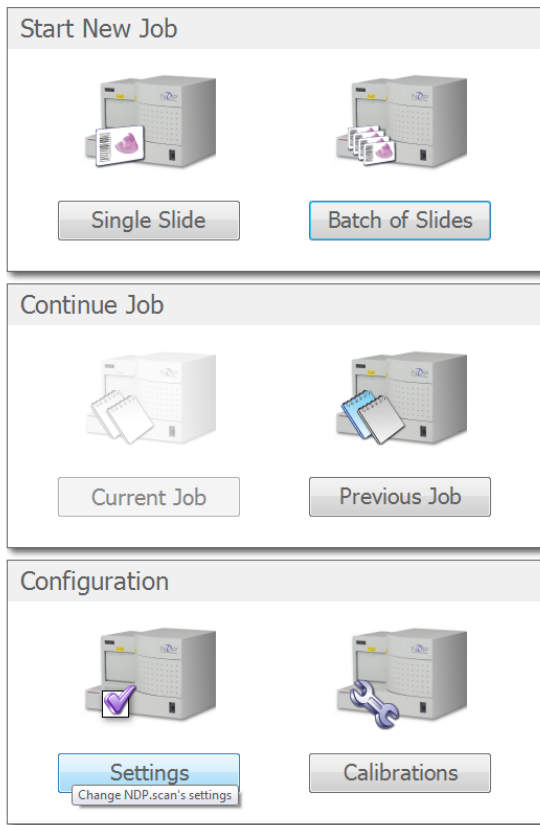 Start New Job
Single Slide
Batch of Slides
Continue Job
Current Job
Previous Job
Configuration
Settings
Calibrations
Change NDP.scan's settings